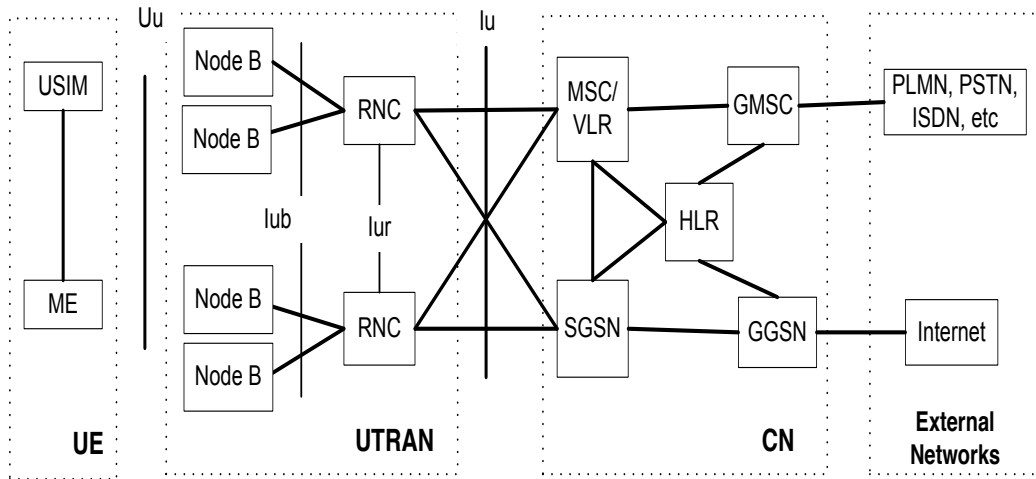 Uu
Iu
USIM
ME
UE
Node B
Node B
RNC
Iub
Iur
Node B
Node B
RNC
UTRAN
MSC/
VLR
GMSC
HLR
SGSN
GGSN
CN
PLMN, PSTN,
ISDN, etc
Internet
External
Networks